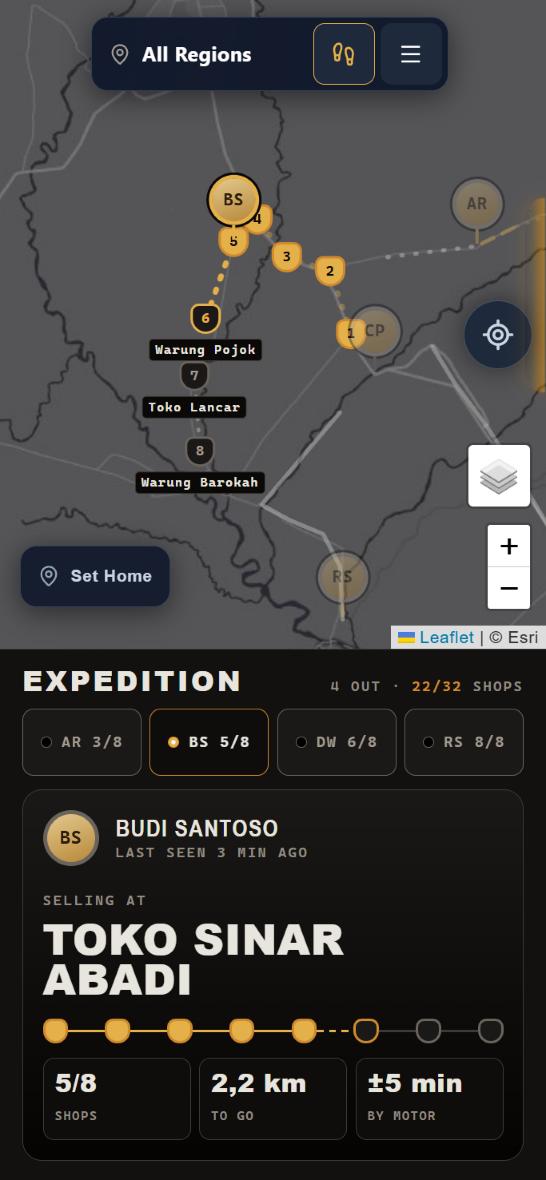 All Regions
BS
AR
4
5
3
2
1
CP
6
Warung Pojok
7
Toko Lancar
8
Warung Barokah
+
−
Set Home
RS
Leaflet | © Esri
EXPEDITION
4 OUT · 22/32 SHOPS
AR 3/8
BS 5/8
DW 6/8
RS 8/8
BS
BUDI SANTOSO
LAST SEEN 3 MIN AGO
SELLING AT
TOKO SINAR
ABADI
5/8
2,2 km
±5 min
SHOPS
TO GO
BY MOTOR